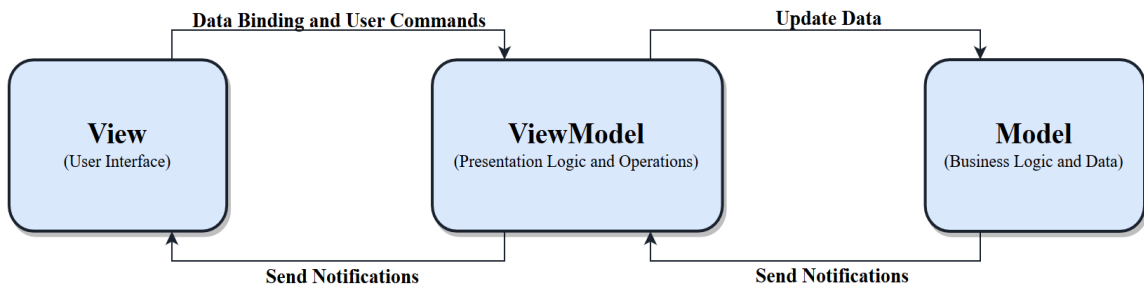 Data Binding and User Commands
Update Data
View
(User Interface)
ViewModel
(Presentation Logic and Operations)
Model
(Business Logic and Data)
Send Notifications
Send Notifications